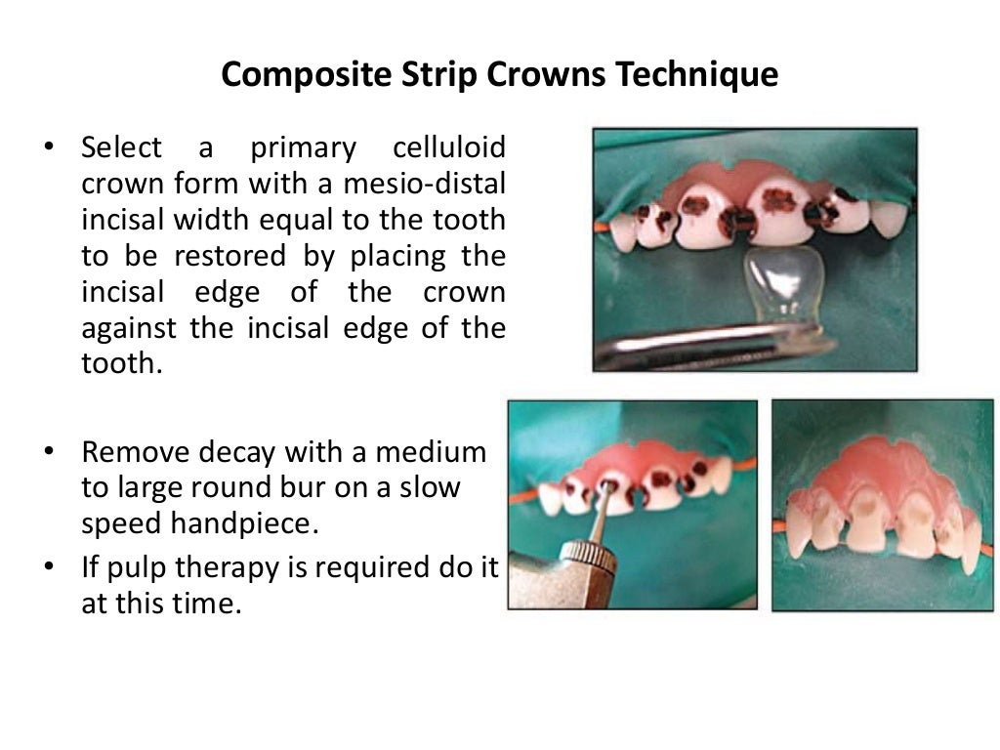 Composite Strip Crowns Technique
• Select a primary celluloid
crown form with a mesio-distal
incisal width equal to the tooth
to be restored by placing the
incisal edge of the crown
against the incisal edge of the
tooth.
• Remove decay with a medium
to large round bur on a slow
speed handpiece.
• If pulp therapy is required do it
at this time.